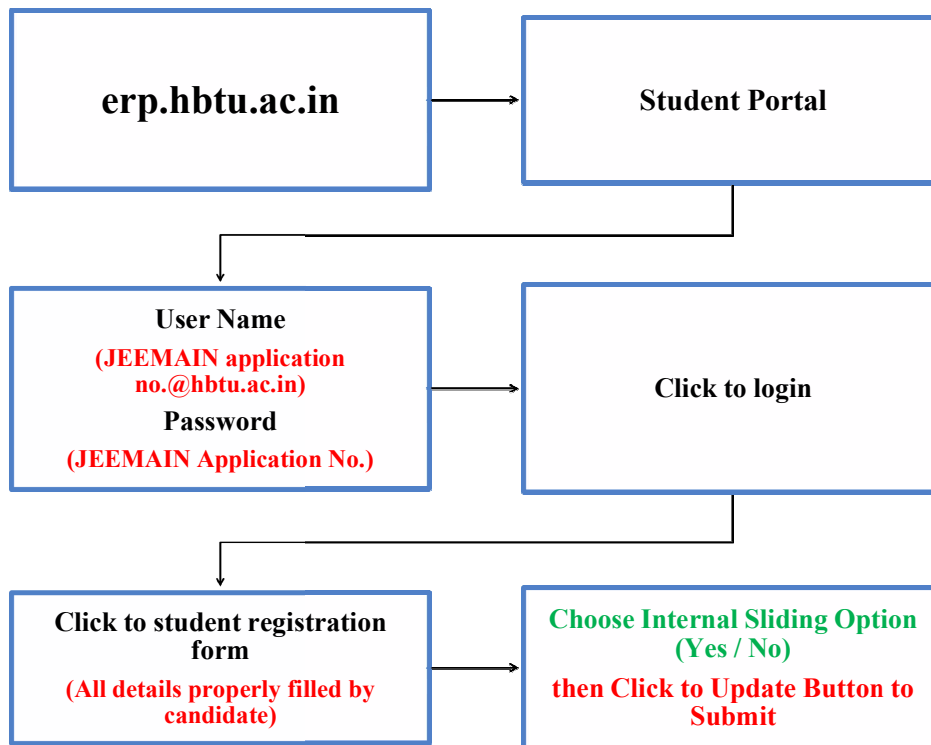 erp.hbtu.ac.in
Student Portal
User Name
(JEEMAIN application
no.@hbtu.ac.in)
Password
(JEEMAIN Application No.)
Click to login
Click to student registration
form
(All details properly filled by
candidate)
Choose Internal Sliding Option
(Yes / No)
then Click to Update Button to
Submit